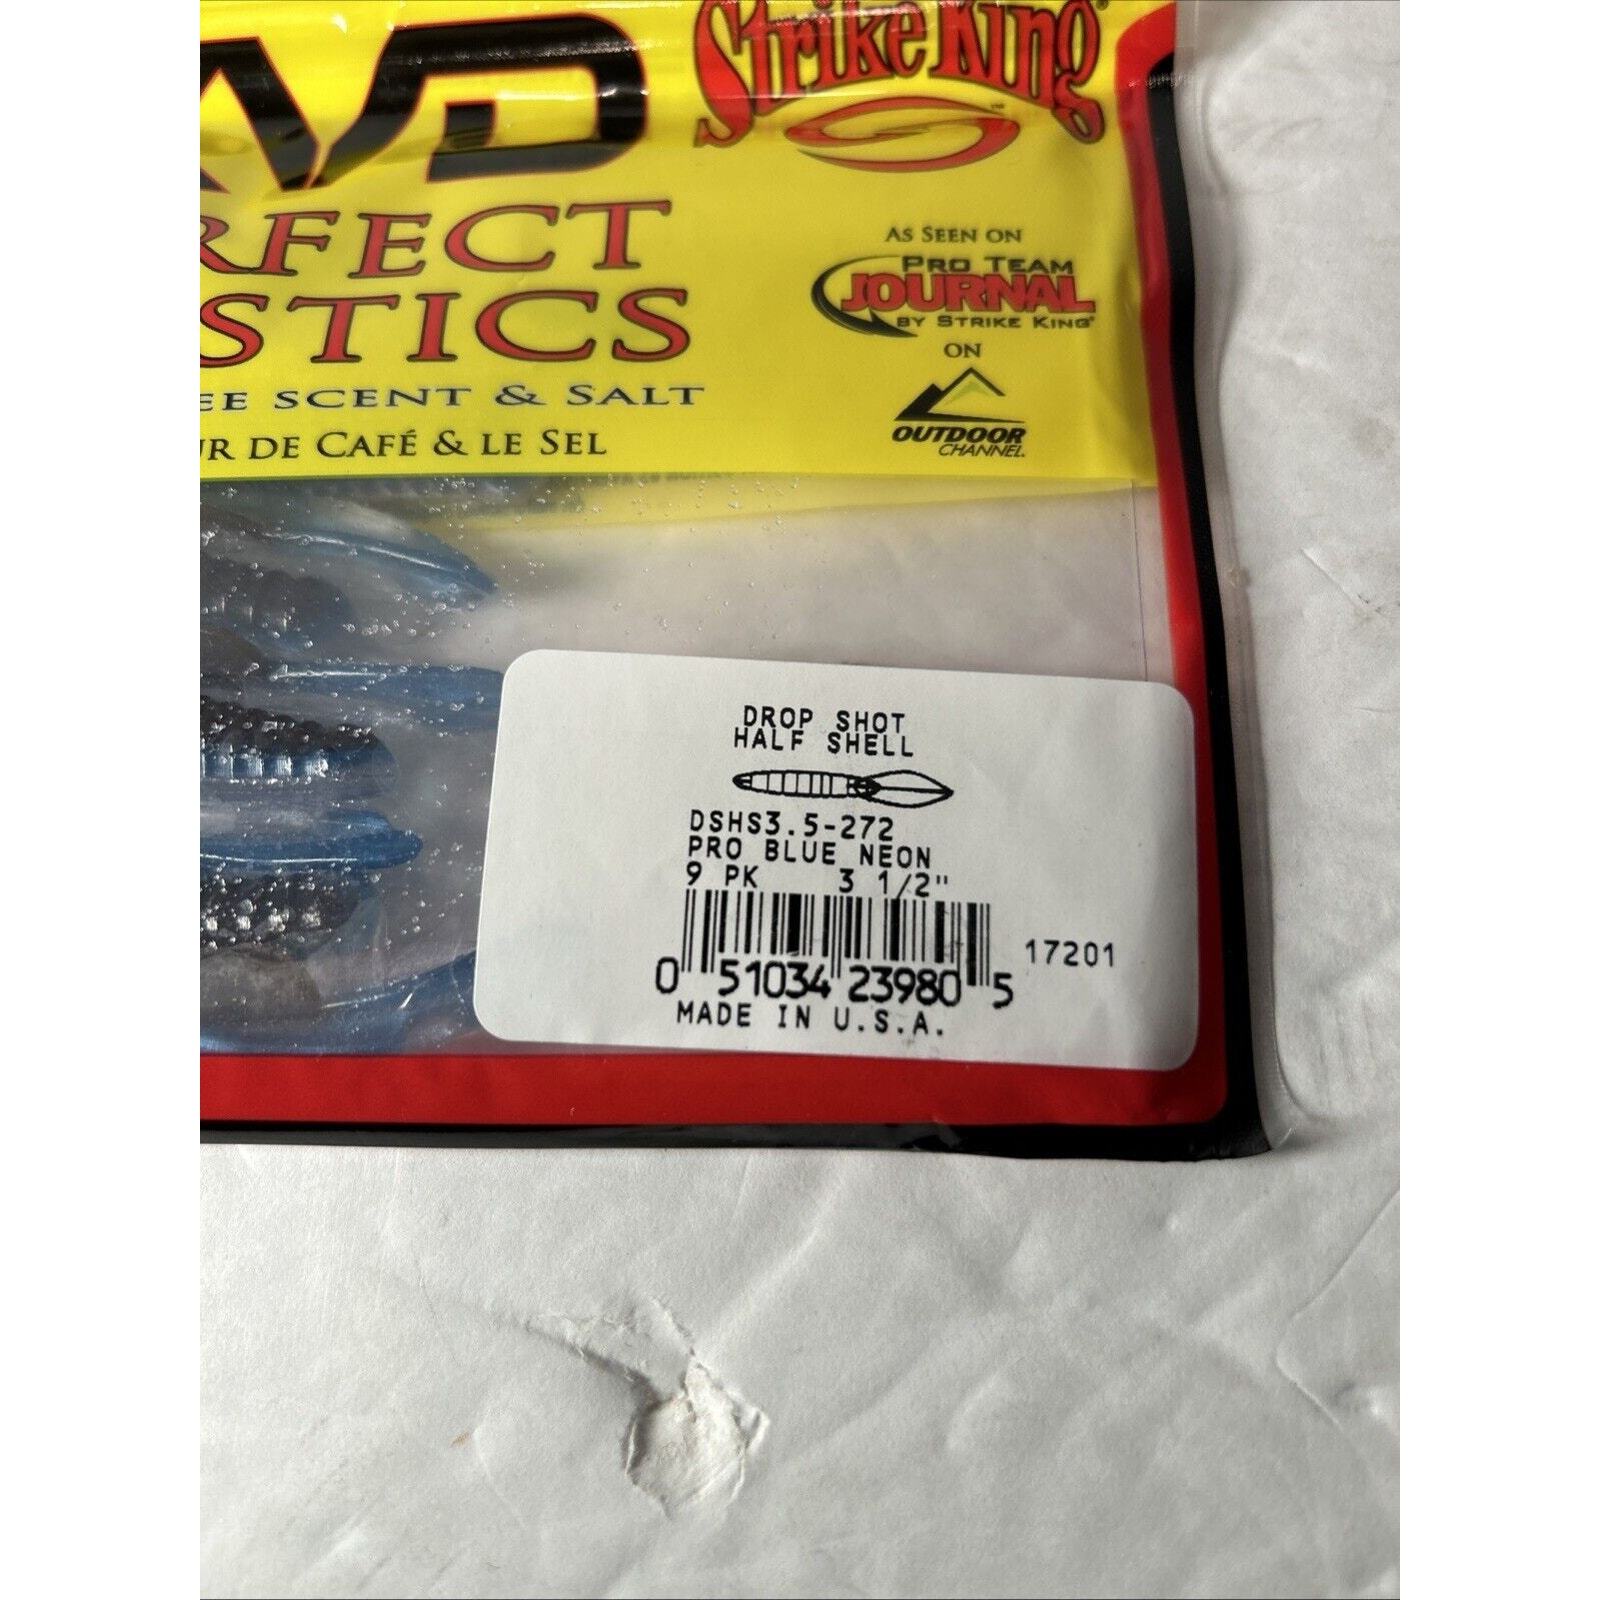 VD
Strike King®
RFECT
STICS
EE SCENT & SALT
UR DE CAFÉ & LE SEL
AS SEEN ON
PRO TEAM
JOURNAL
BY STRIKE KING®
ON
OUTDOOR
CHANNEL
DROP SHOT
HALF SHELL
DSHS3.5-272
PRO BLUE NEON
9 PK 3 1/2"
0 51034 23980 5
17201
MADE IN U.S.A.